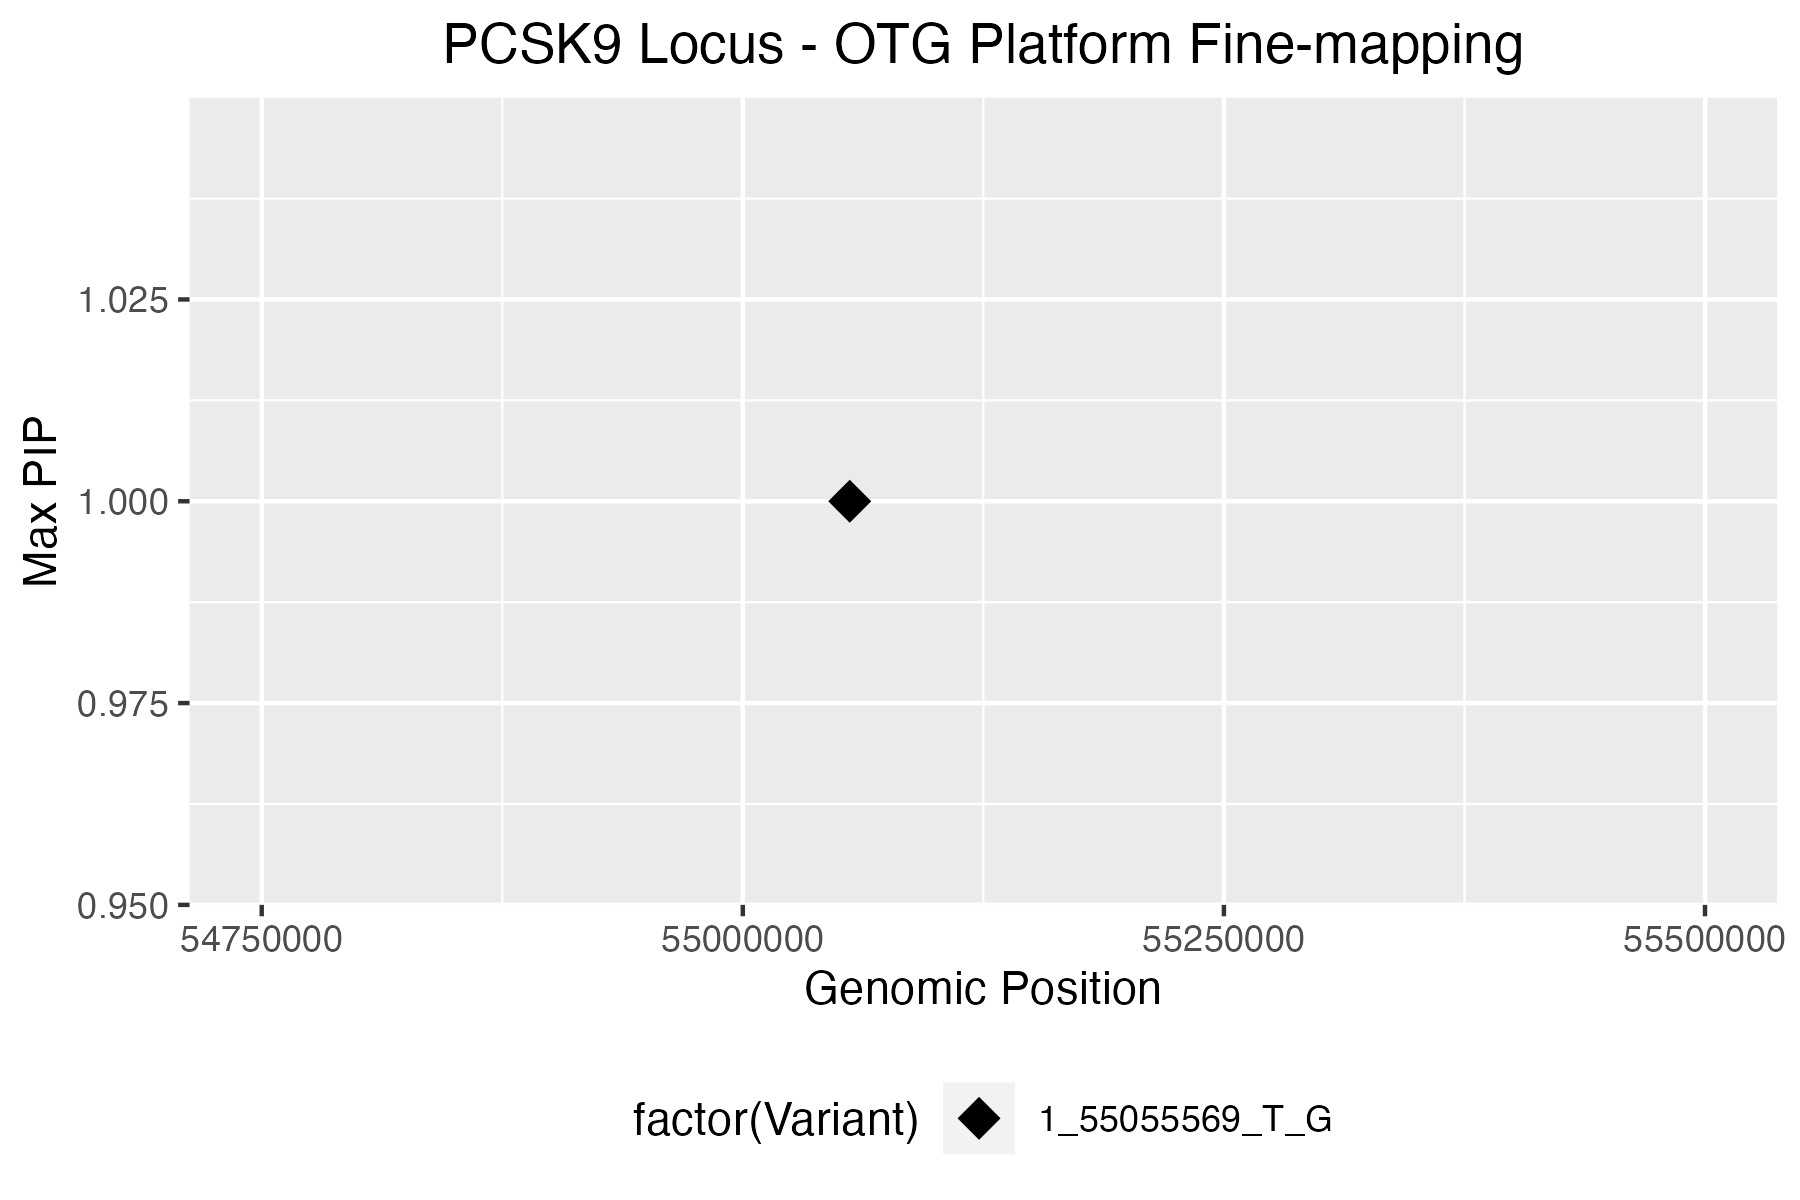 PCSK9 Locus - OTG Platform Fine-mapping
Max PIP
1.025
1.000
0.975
0.950
54750000 55000000 55250000 55500000
Genomic Position
factor(Variant) 1_55055569_T_G